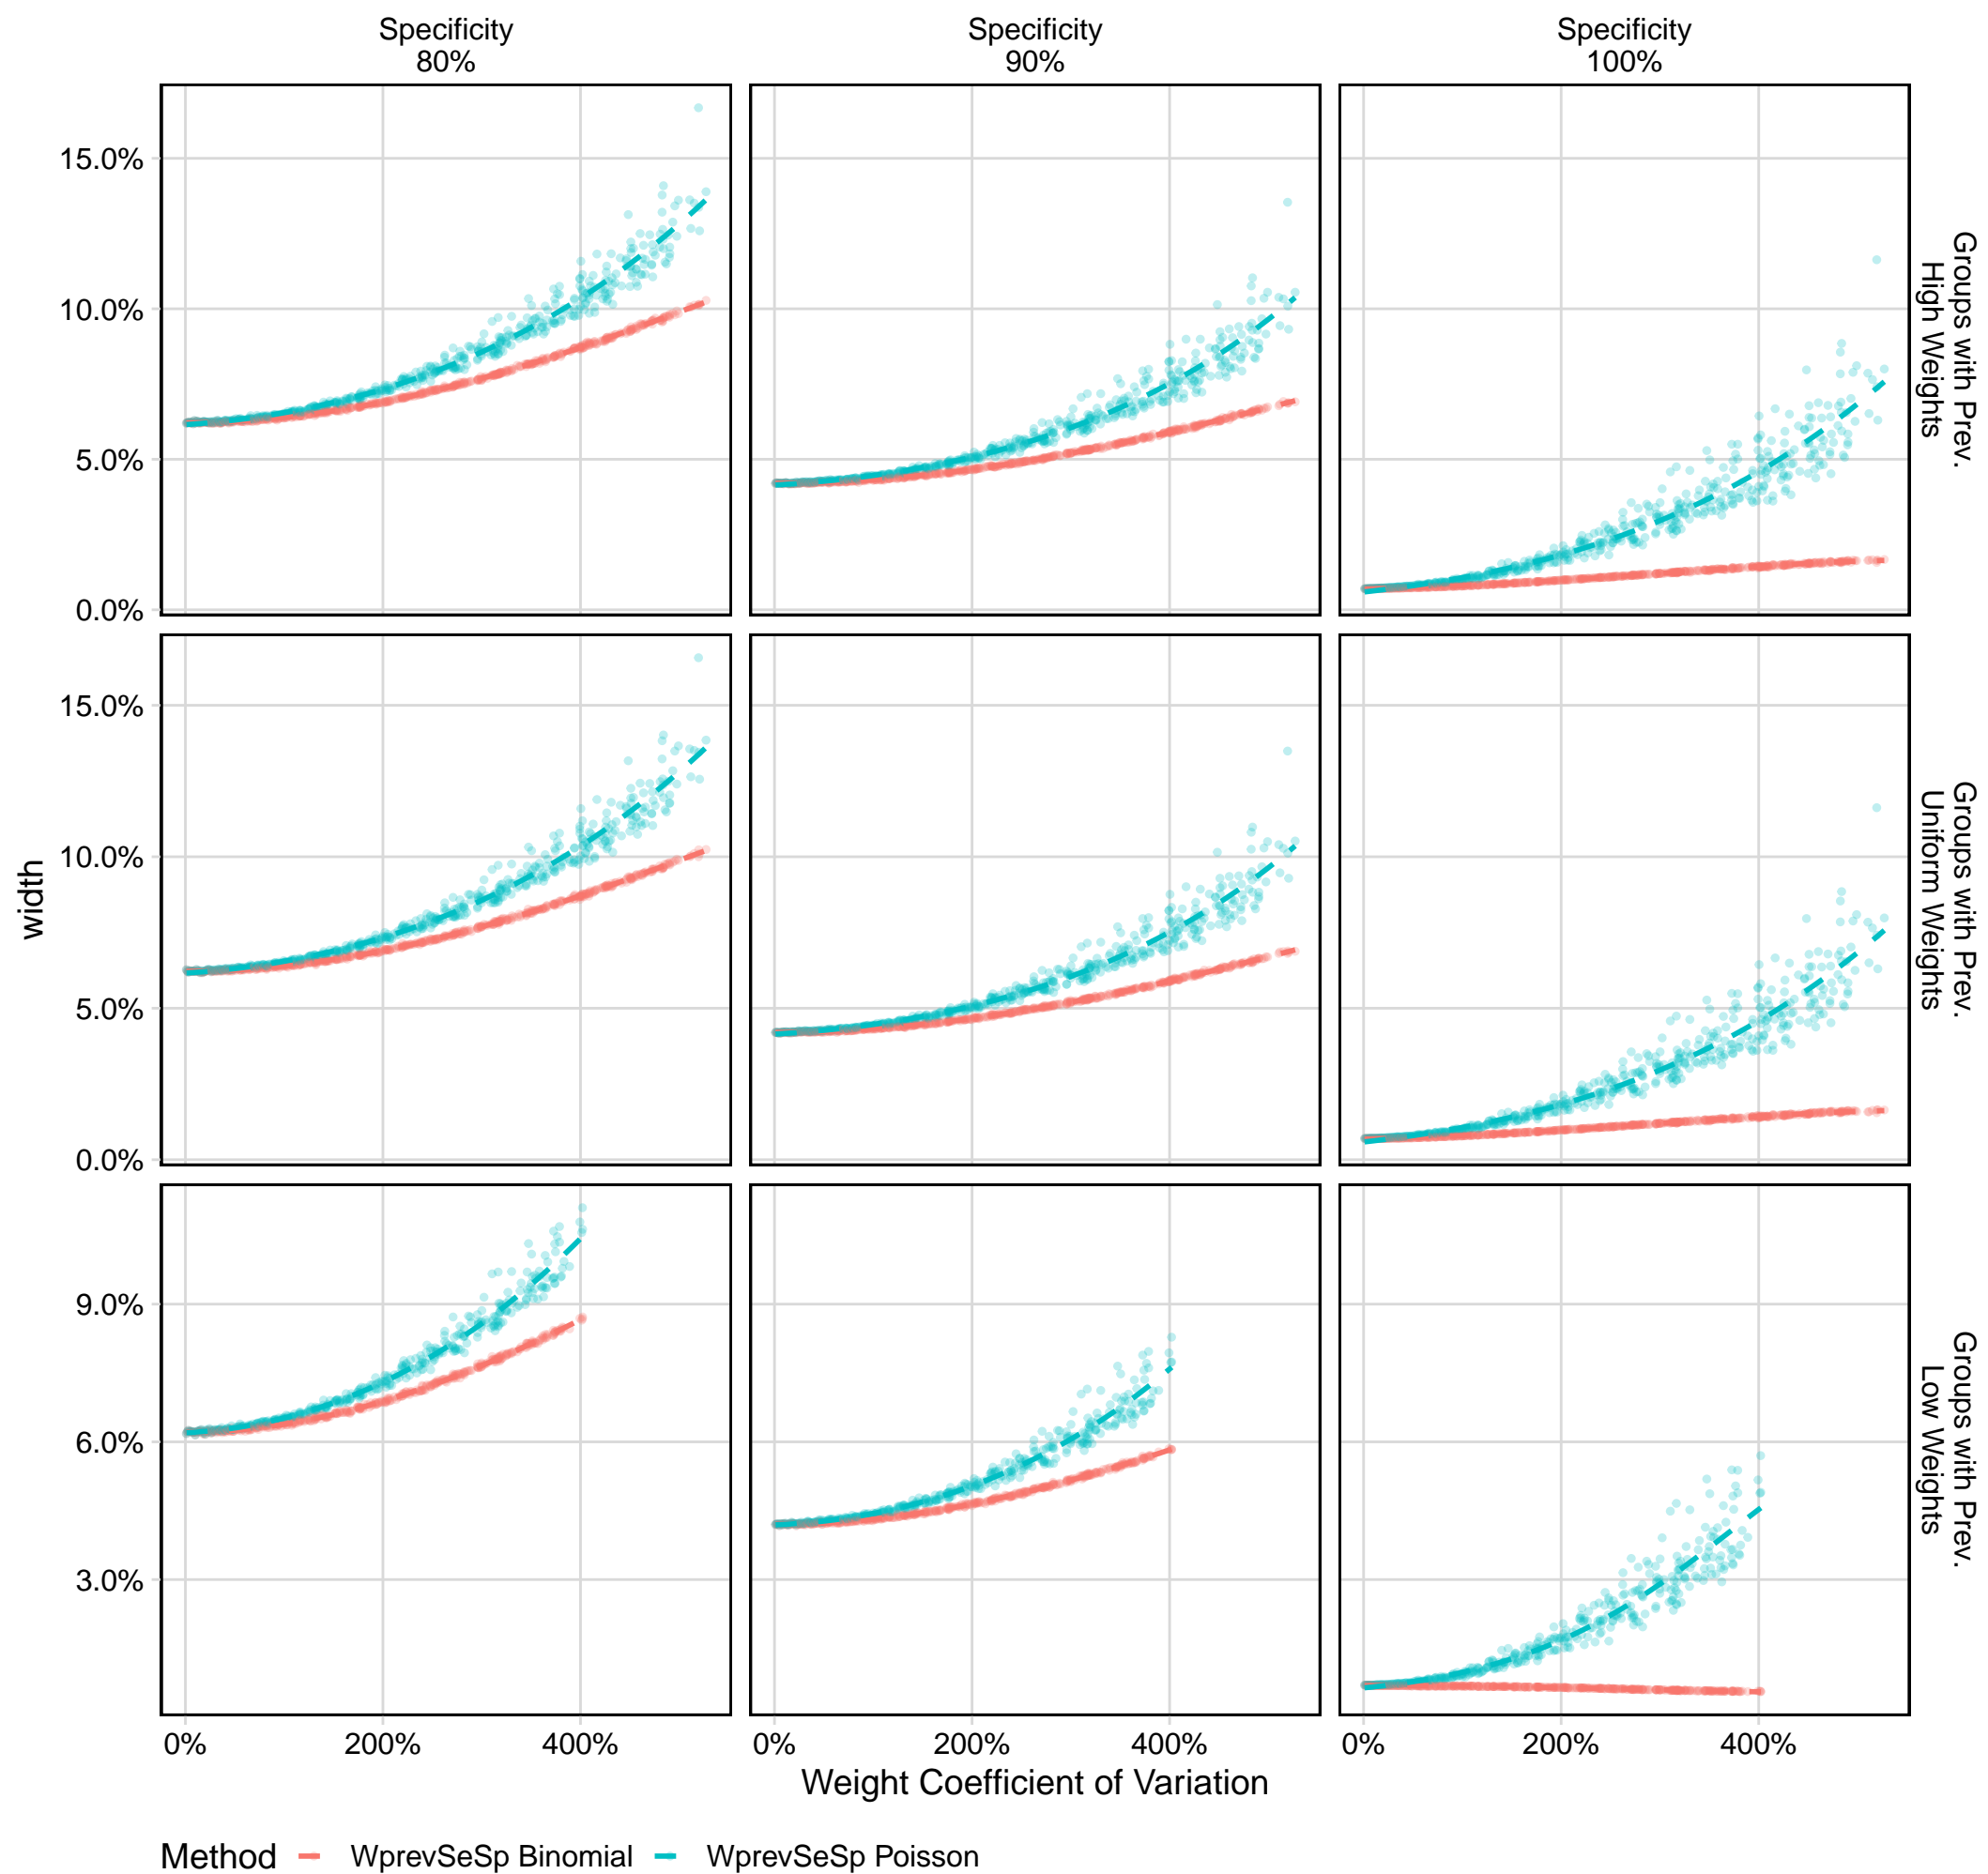 Specificity
80%
Specificity
90%
Specificity
100%
15.0%
10.0%
5.0%
0.0%
Groups with Prev.
High Weights
15.0%
10.0%
5.0%
0.0%
Groups with Prev.
Uniform Weights
width
9.0%
6.0%
3.0%
Groups with Prev.
Low Weights
0%
200%
400%
0%
200%
400%
0%
200%
400%
Weight Coefficient of Variation
Method
WprevSeSp Binomial
WprevSeSp Poisson